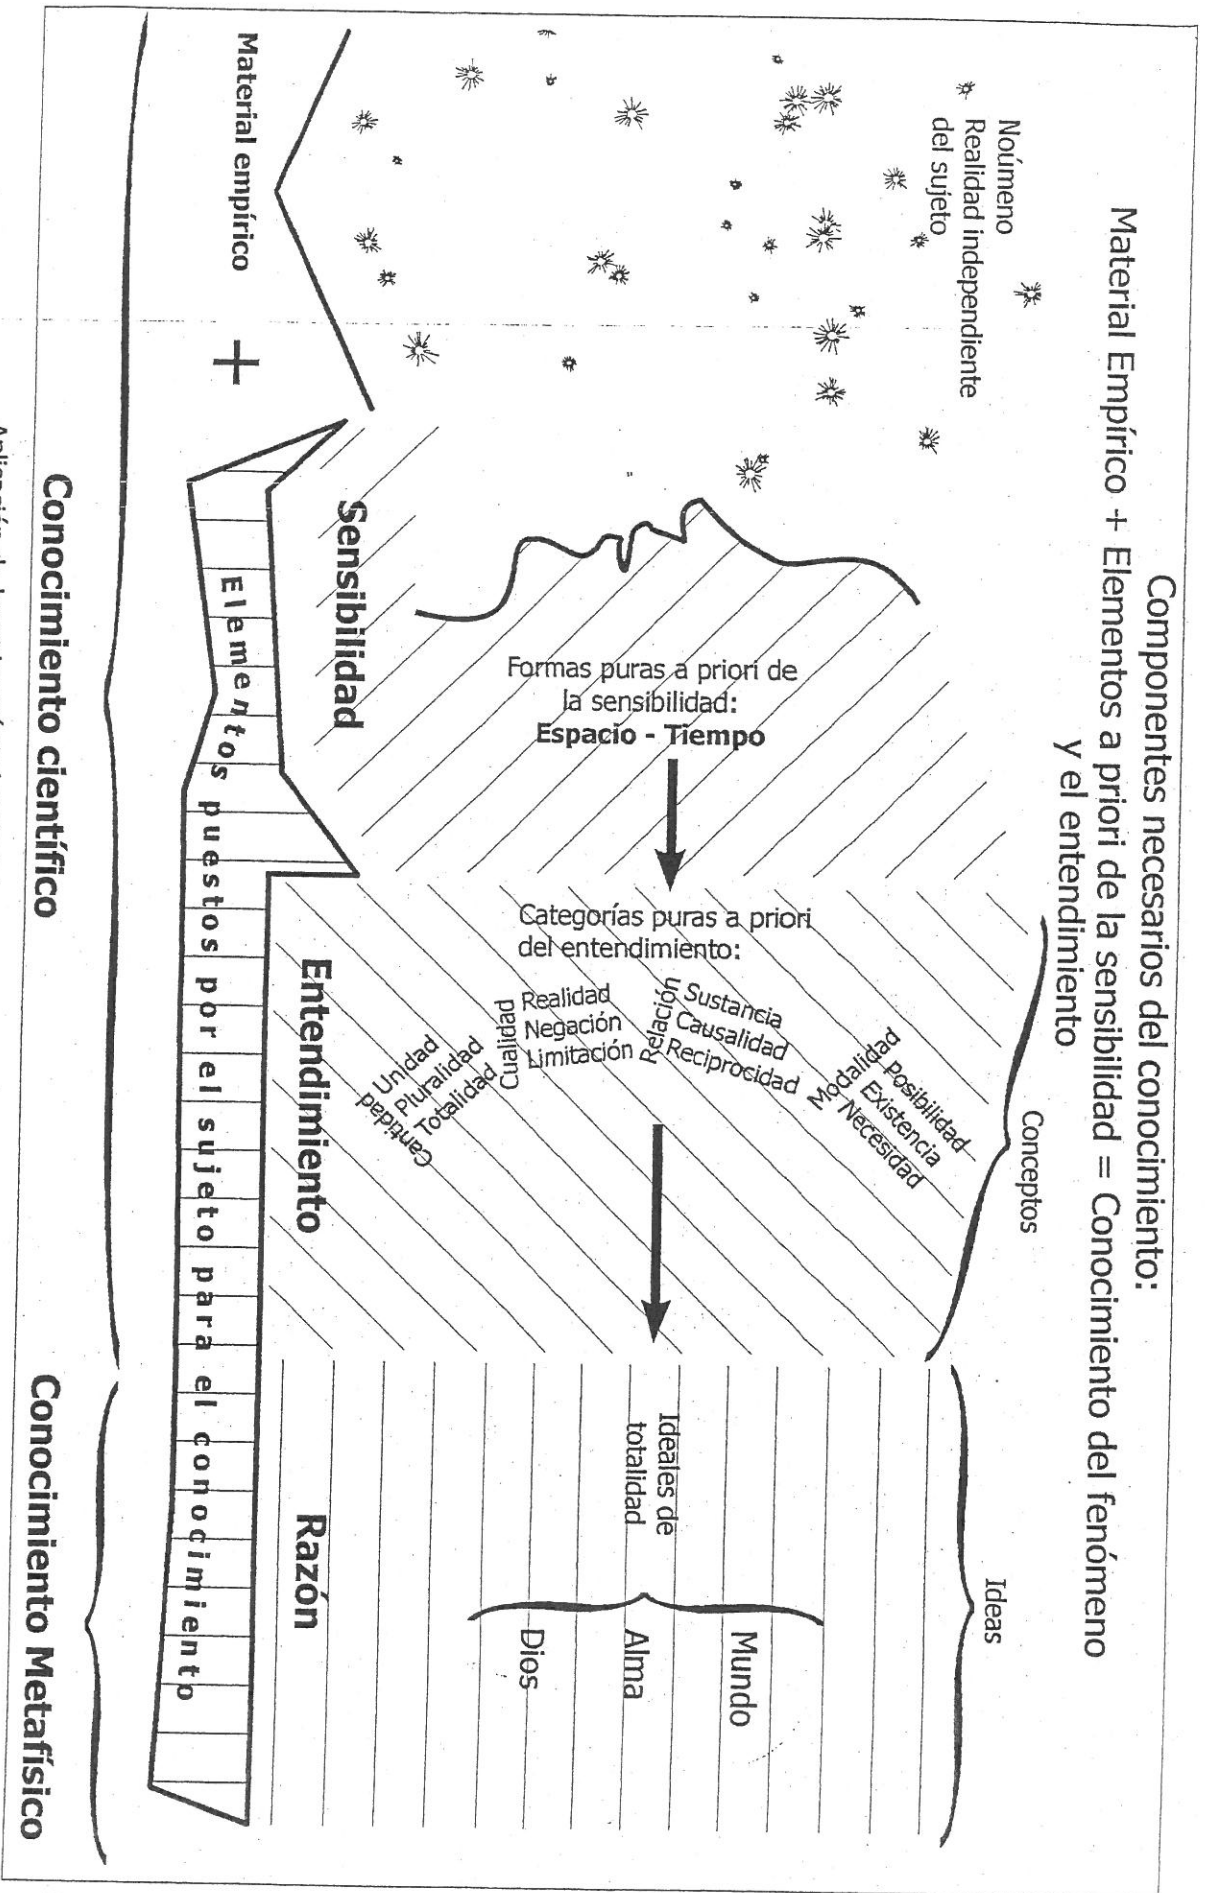 Componentes necesarios del conocimiento:
Material Empírico + Elementos a priori de la sensibilidad = Conocimiento del fenómeno
y el entendimiento
Noúmeno
Realidad independiente
del sujeto
Conceptos
Ideas
Formas puras a priori de
la sensibilidad:
Espacio - Tiempo
Categorías puras a priori
del entendimiento:
Modalidad
Posibilidad
Existencia
Necesidad
Relación
Sustancia
Causalidad
Reciprocidad
Cualidad
Realidad
Negación
Limitación
Cantidad
Unidad
Pluralidad
Totalidad
Ideales de
totalidad
Mundo
Alma
Dios
Sensibilidad
Entendimiento
Razón
Material empírico
+
Elementos puestos por el sujeto para el conocimiento
Conocimiento científico
Conocimiento Metafísico